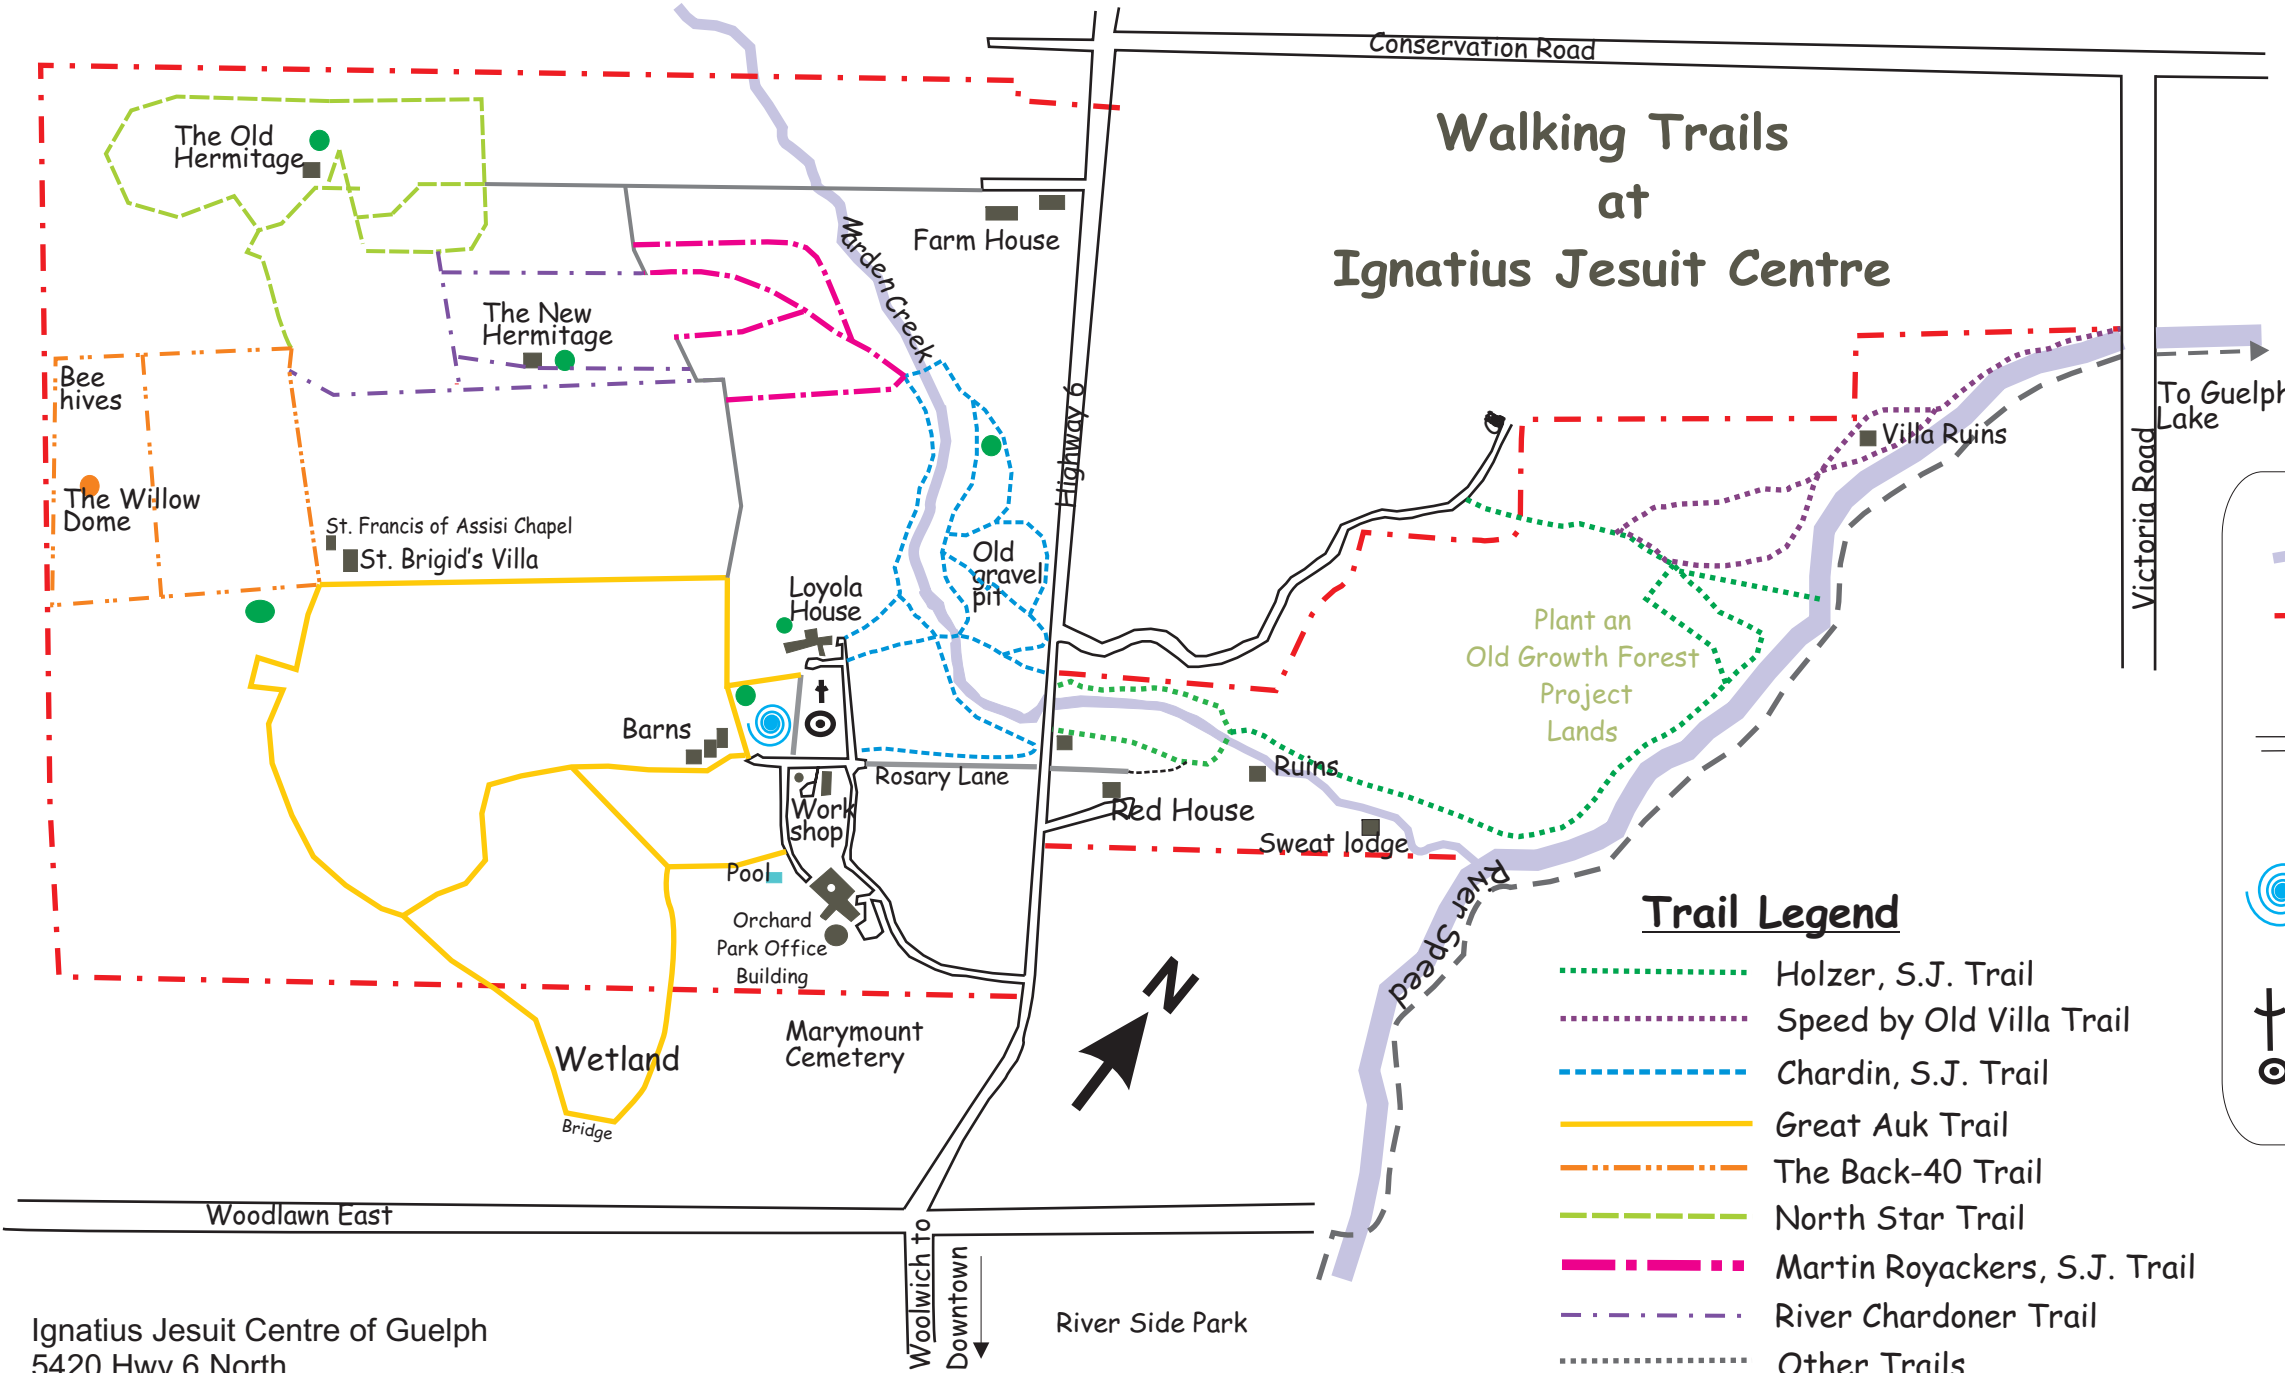 Conservation Road
Walking Trails
at
Ignatius Jesuit Centre
The Old
Hermitage
Farm House
Marden Creek
The New
Hermitage
Highway 6
Bee
hives
The Willow
Dome
St. Francis of Assisi Chapel
St. Brigid's Villa
Old
gravel
pit
Loyola
House
Villa Ruins
To Guelph
Lake
Victoria Road
Plant an
Old Growth Forest
Project
Lands
Barns
Rosary Lane
Ruins
Work
shop
Red House
Sweat lodge
Pool
River Speed
Orchard
Park Office
Building
Marymount
Cemetery
N
Wetland
Bridge
Woodlawn East
Woolwich to
Downtown
River Side Park
Trail Legend
Holzer, S.J. Trail
Speed by Old Villa Trail
Chardin, S.J. Trail
Great Auk Trail
The Back-40 Trail
North Star Trail
Martin Royackers, S.J. Trail
River Chardoner Trail
Other Trails
Ignatius Jesuit Centre of Guelph
5420 Hwy 6 North